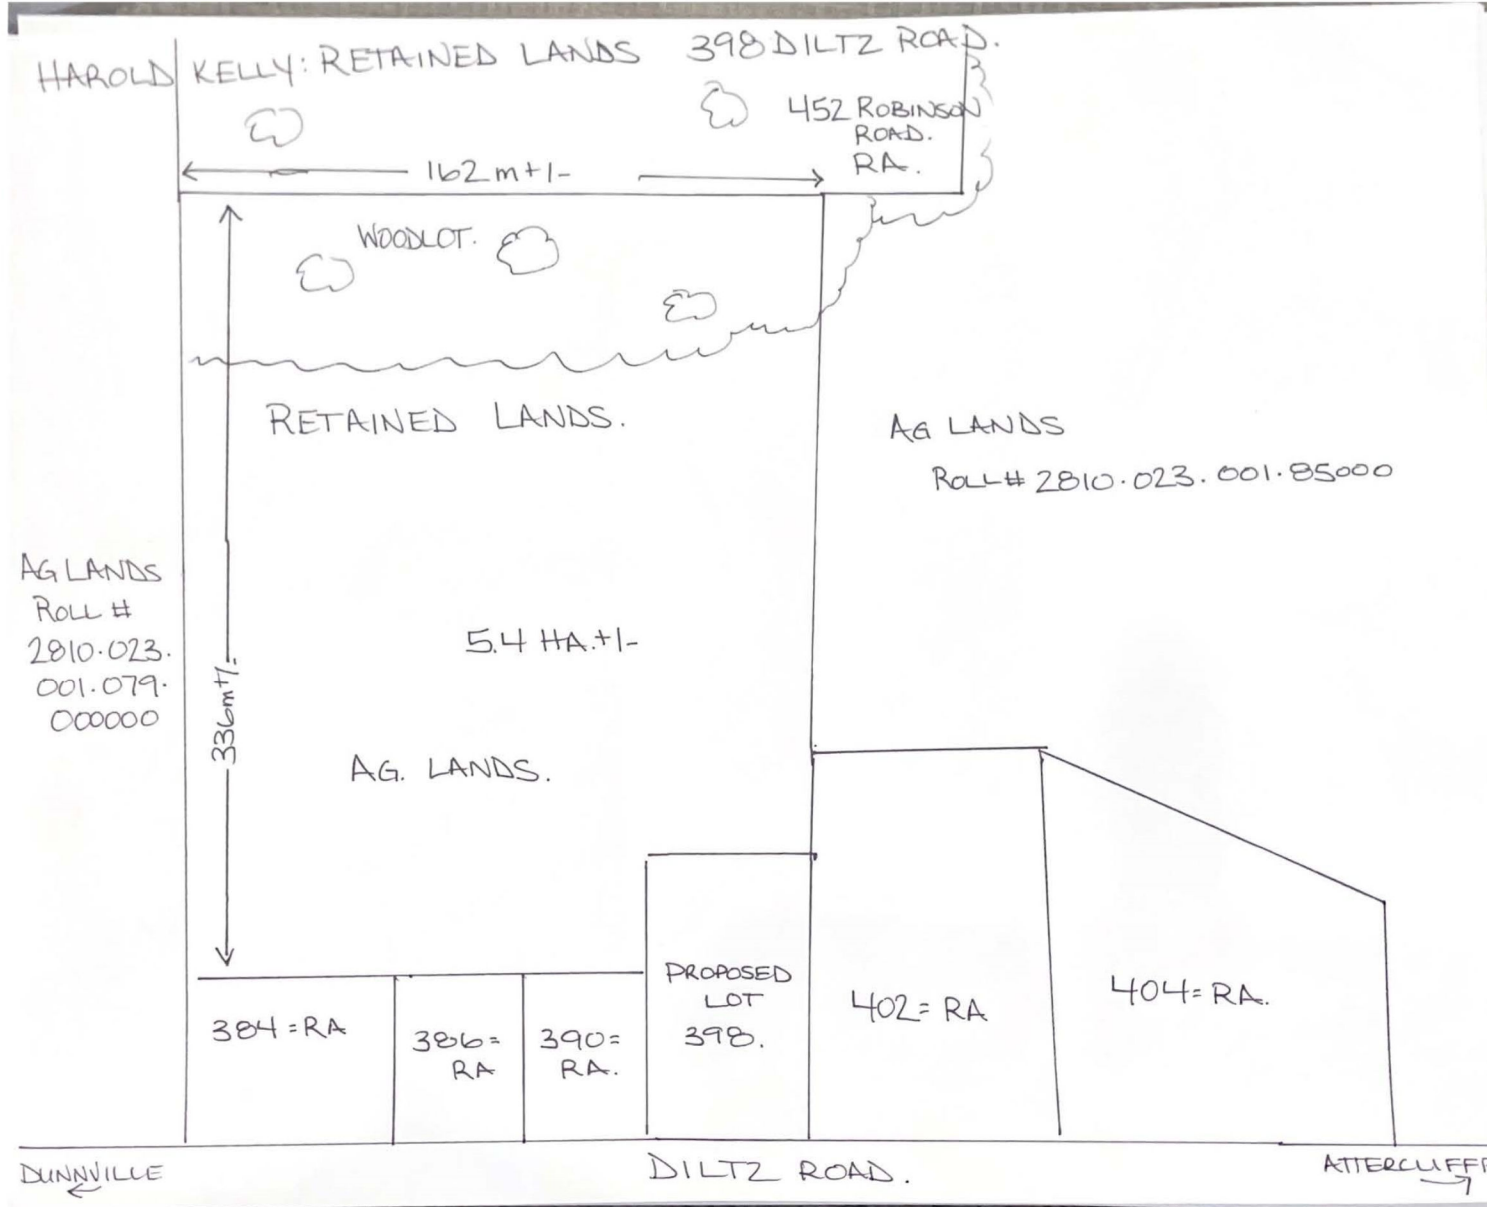 HAROLD KELLY: RETAINED LANDS 398 DILTZ ROAD.
452 ROBINSON
ROAD.
RA.
162 m+/-
WOODLOT.
RETAINED LANDS.
AG LANDS
ROLL# 2810.023.001.85000
AG LANDS
ROLL #
2810.023.
001.079.
000000
336m+/-
5.4 HA.+/-
AG. LANDS.
PROPOSED
LOT
398.
384=RA
386=
RA
390=
RA.
402=RA
404=RA.
DUNNVILLE
DILTZ ROAD.
ATTERCLIFFE